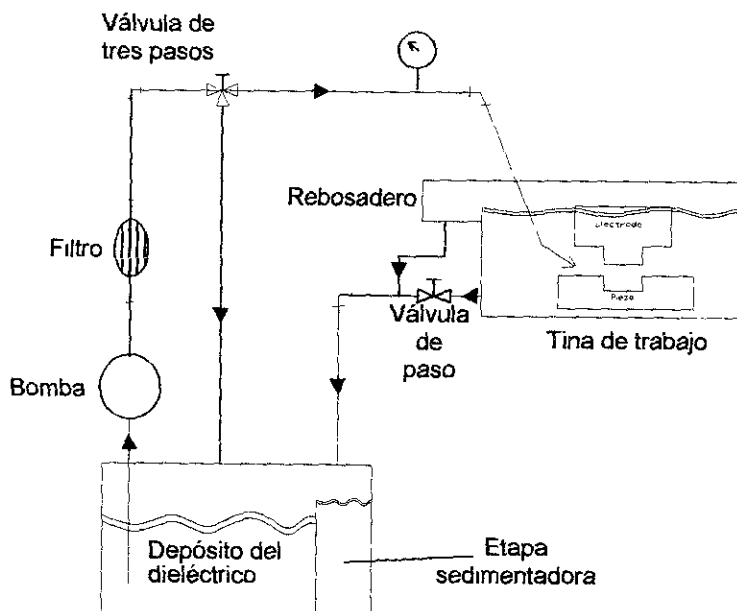 Válvula de
tres pasos
Rebosadero
Electrodo
Filtro
Pieza
Válvula
de
paso
Tina de trabajo
Bomba
Depósito del
dieléctrico
Etapa
sedimentadora